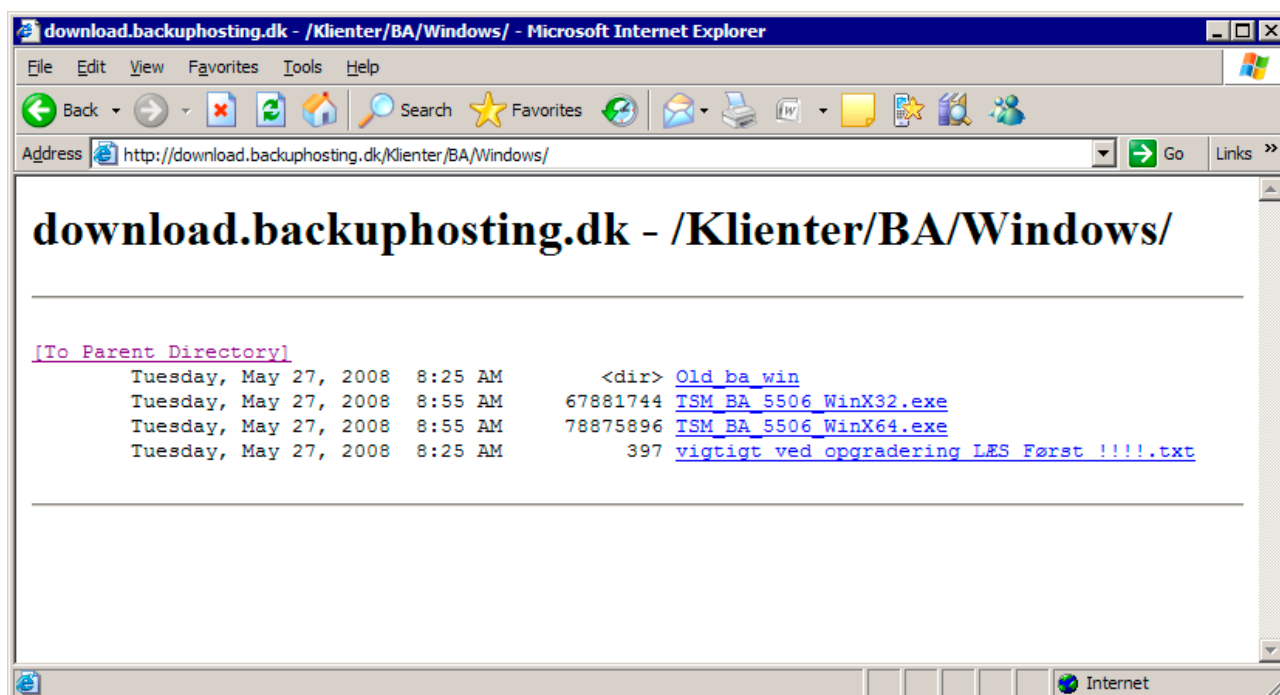 download.backuphosting.dk - /Klienter/BA/Windows/ - Microsoft Internet Explorer
File Edit View Favorites Tools Help
Back Search Favorites
Address http://download.backuphosting.dk/Klienter/BA/Windows/ Go Links »
download.backuphosting.dk - /Klienter/BA/Windows/
[To Parent Directory]
Tuesday, May 27, 2008 8:25 AM <dir> Old_ba_win
Tuesday, May 27, 2008 8:55 AM 67881744 TSM_BA_5506_WinX32.exe
Tuesday, May 27, 2008 8:55 AM 78875896 TSM_BA_5506_WinX64.exe
Tuesday, May 27, 2008 8:25 AM 397 vigtigt ved opgradering LÆS Først !!!!.txt
Internet